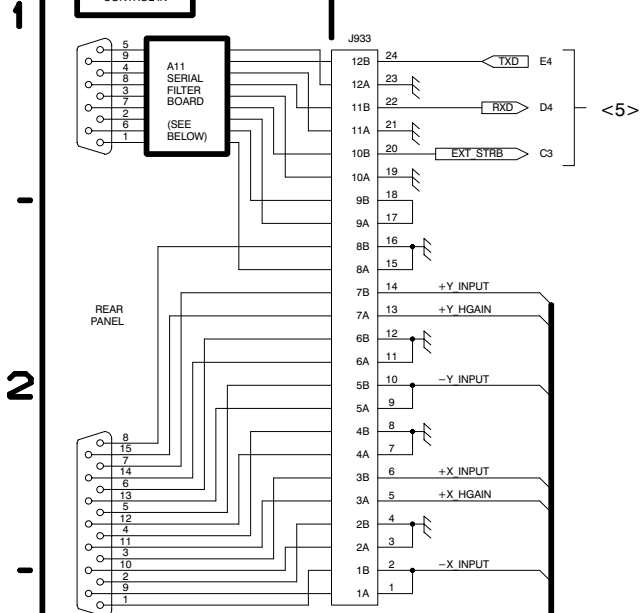 1
J933
5
9
4
8
3
7
2
6
1
A11
SERIAL
FILTER
BOARD
(SEE
BELOW)
12B 24 TXD E4
12A 23
11B 22 RXD D4
11A 21
10B 20 EXT_STRB C3
10A 19
<5>
9B 18
9A 17
8B 16
8A 15
7B 14 +Y_INPUT
7A 13 +Y_HGAIN
REAR
PANEL
6B 12
6A 11
2
5B 10 −Y_INPUT
5A 9
4B 8
4A 7
3B 6 +X_INPUT
3A 5 +X_HGAIN
2B 4
2A 3
1B 2 −X_INPUT
1A 1
8
15
7
14
6
13
5
12
4
11
3
10
2
9
1